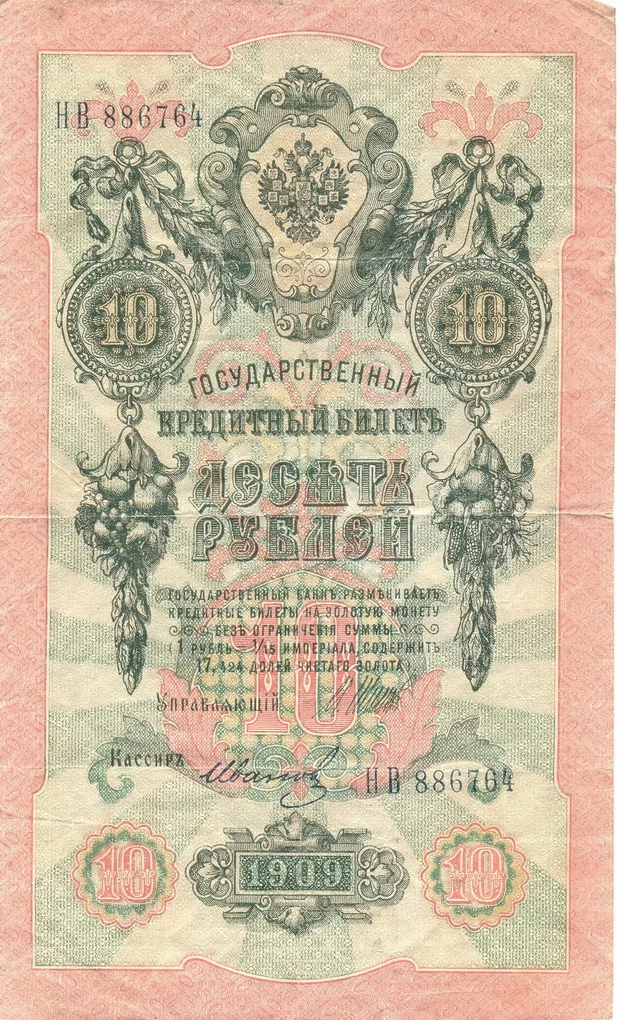 НВ 886764
10 10
ГОСУДАРСТВЕННЫЙ
КРЕДИТНЫЙ БИЛЕТЪ
ДЕСЯТЬ
РУБЛЕЙ
ГОСУДАРСТВЕННЫЙ БАНКЪ РАЗМѢНИВАЕТЪ
КРЕДИТНЫЕ БИЛЕТЫ НА ЗОЛОТУЮ МОНЕТУ
БЕЗЪ ОГРАНИЧЕНІЯ СУММЫ
(1 РУБЛЬ = 1/15 ИМПЕРІАЛА, СОДЕРЖИТЪ
17,424 ДОЛЕЙ ЧИСТАГО ЗОЛОТА)
10
УПРАВЛЯЮЩІЙ
КАССИРЪ Иванов
НВ 886764
10 1909 10